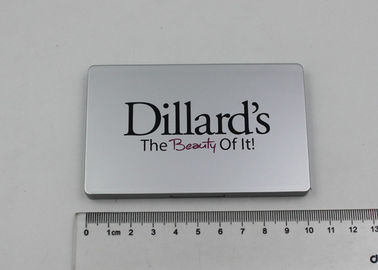 Dillard's
The Beauty Of It!
0 1cm 2 3 4 5 6 7 8 9 10 11 12 13